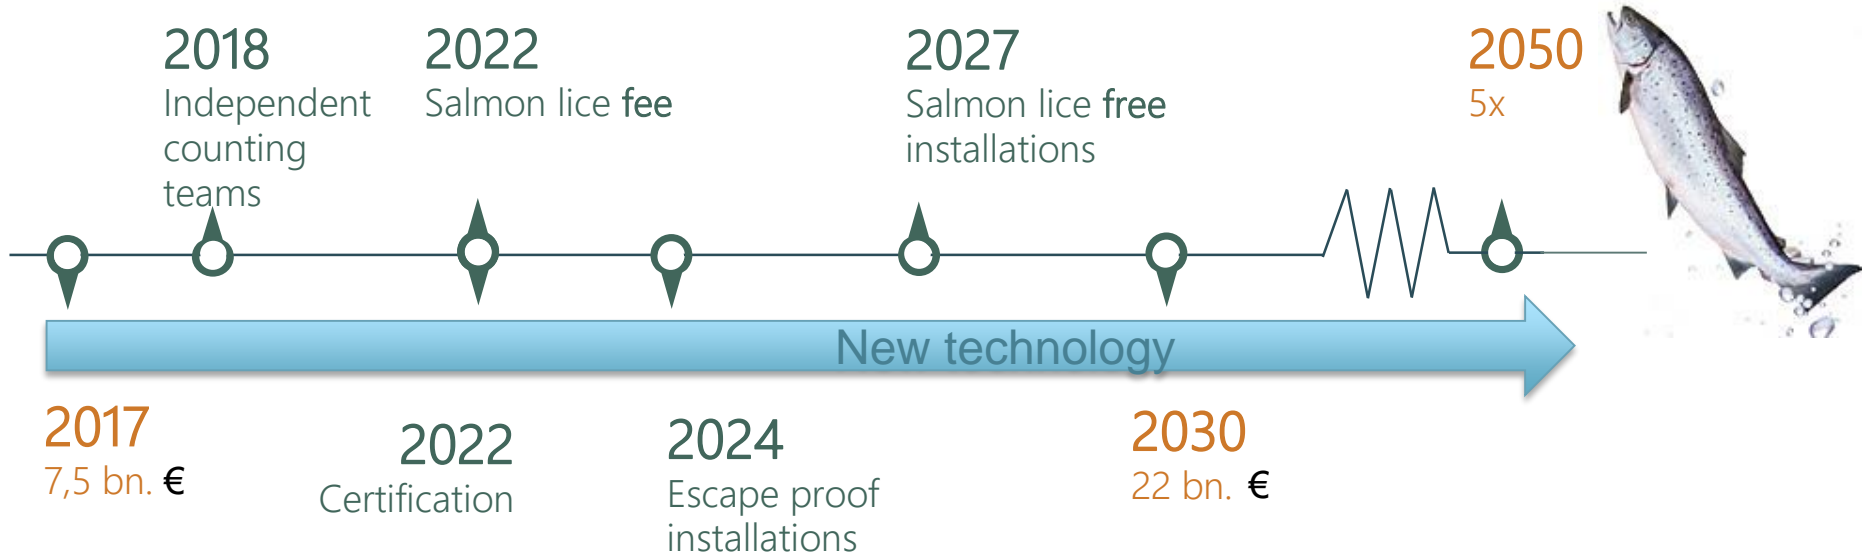 2018
Independent
counting
teams
2022
Salmon lice fee
2027
Salmon lice free
installations
2050
5x
New technology
2017
7,5 bn. €
2022
Certification
2024
Escape proof
installations
2030
22 bn. €